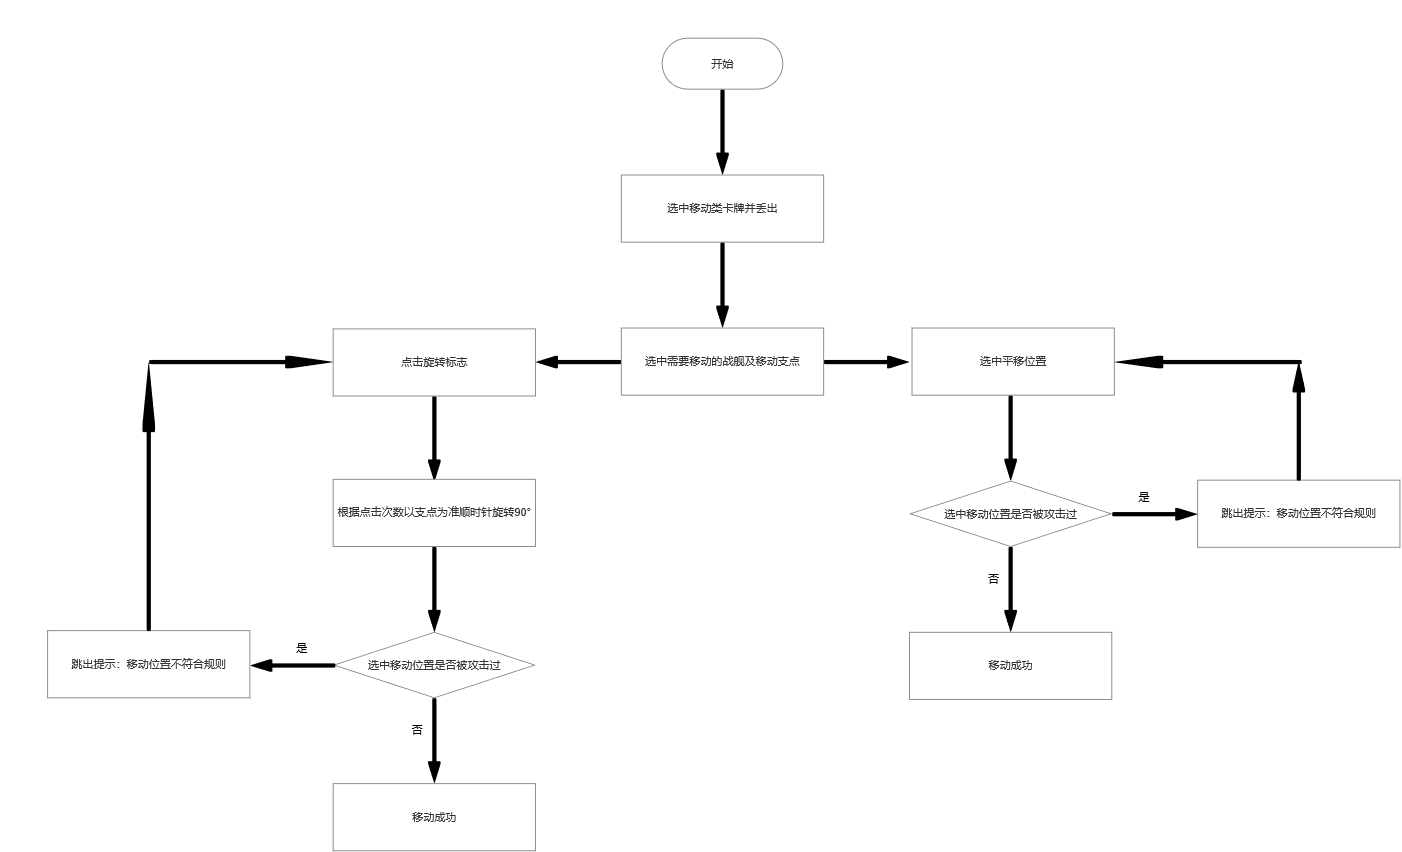 开始
选中移动类卡牌并丢出
点击旋转标志
选中需要移动的战舰及移动支点
选中平移位置
根据点击次数以支点为准顺时针旋转90°
选中移动位置是否被攻击过
是
跳出提示：移动位置不符合规则
否
移动成功
跳出提示：移动位置不符合规则
是
选中移动位置是否被攻击过
否
移动成功